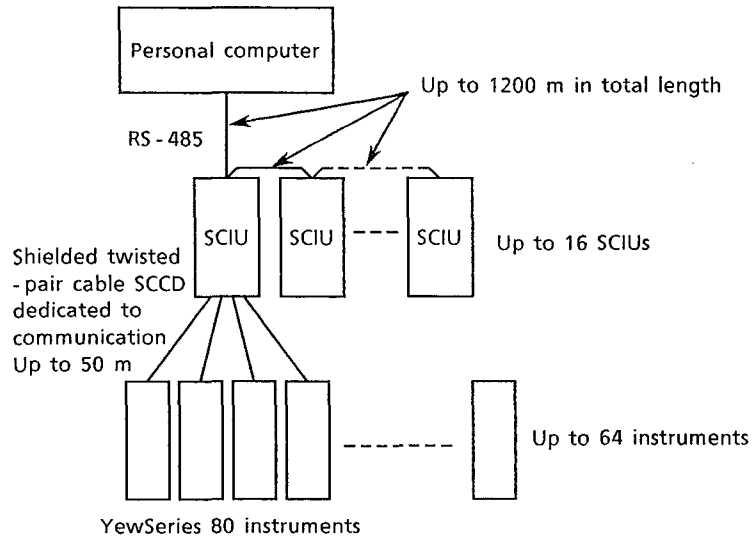 Personal computer
Up to 1200 m in total length
RS - 485
SCIU
SCIU
SCIU
Up to 16 SCIUs
Shielded twisted
- pair cable SCCD
dedicated to
communication
Up to 50 m
Up to 64 instruments
YewSeries 80 instruments